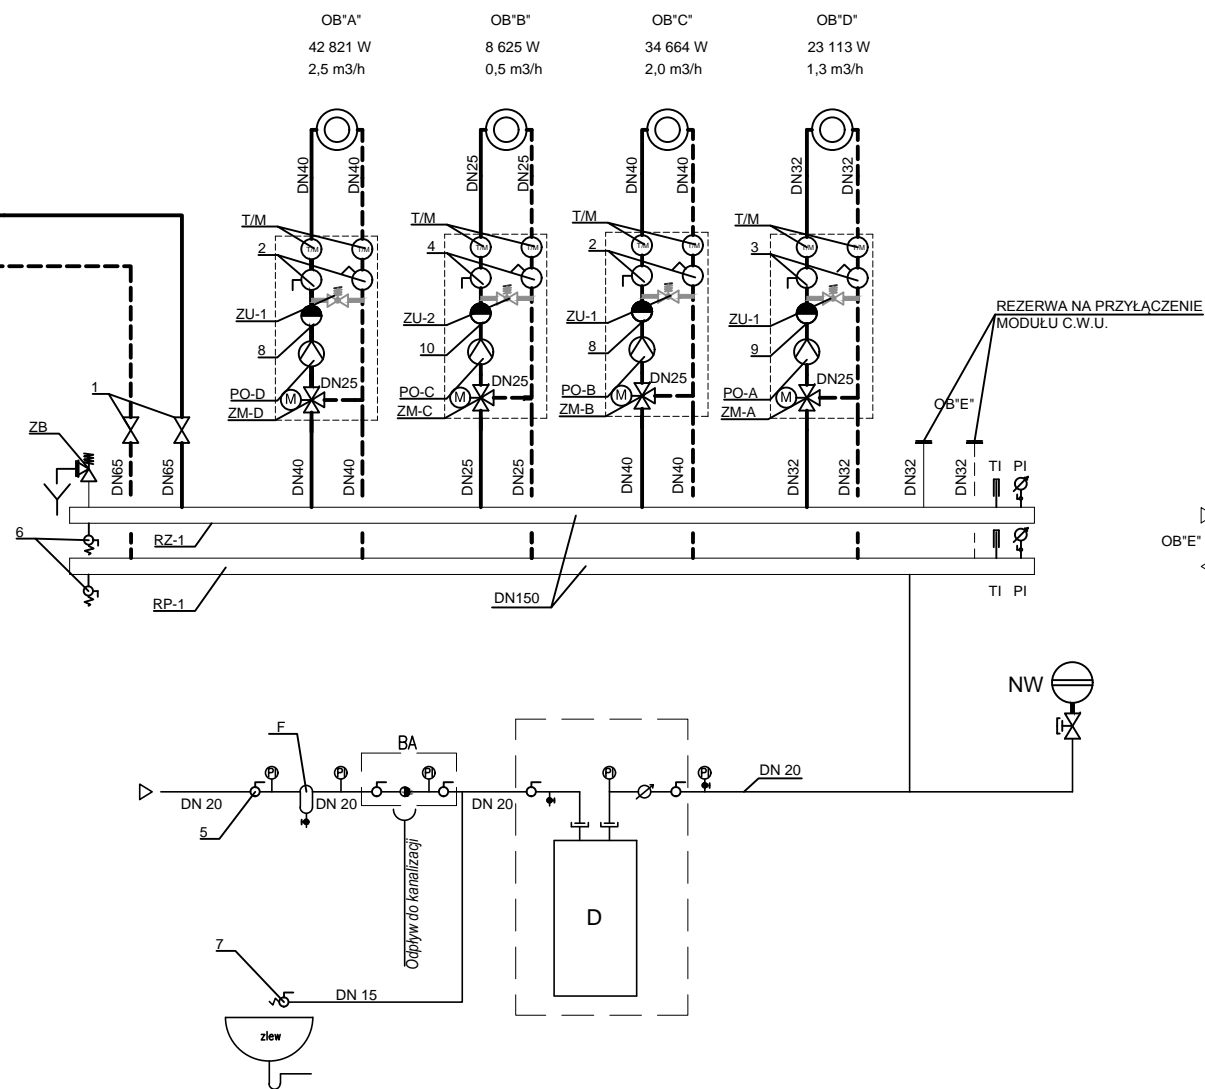 OB"A"
42 821 W
2,5 m3/h
OB"B"
8 625 W
0,5 m3/h
OB"C"
34 664 W
2,0 m3/h
OB"D"
23 113 W
1,3 m3/h
DN40
DN40
DN25
DN25
DN40
DN40
DN32
DN32
T/M
T/M
T/M
T/M
T/M
T/M
T/M
T/M
T/M
T/M
T/M
T/M
2
4
2
3
ZU-1
ZU-2
ZU-1
ZU-1
8
10
8
9
DN25
DN25
DN25
DN25
PO-D
M
PO-C
M
PO-B
M
PO-A
M
ZM-D
ZM-C
ZM-B
ZM-A
REZERWA NA PRZYŁĄCZENIE
MODUŁU C.W.U.
OB"E"
1
ZB
DN65
DN65
DN40
DN40
DN25
DN25
DN40
DN40
DN32
DN32
DN32
DN32
TI
PI
6
RZ-1
OB"E"
RP-1
DN150
TI
PI
NW
F
BA
PI
PI
PI
PI
PI
DN 20
DN 20
DN 20
DN 20
5
Odpływ do kanalizacji
D
7
DN 15
zlew